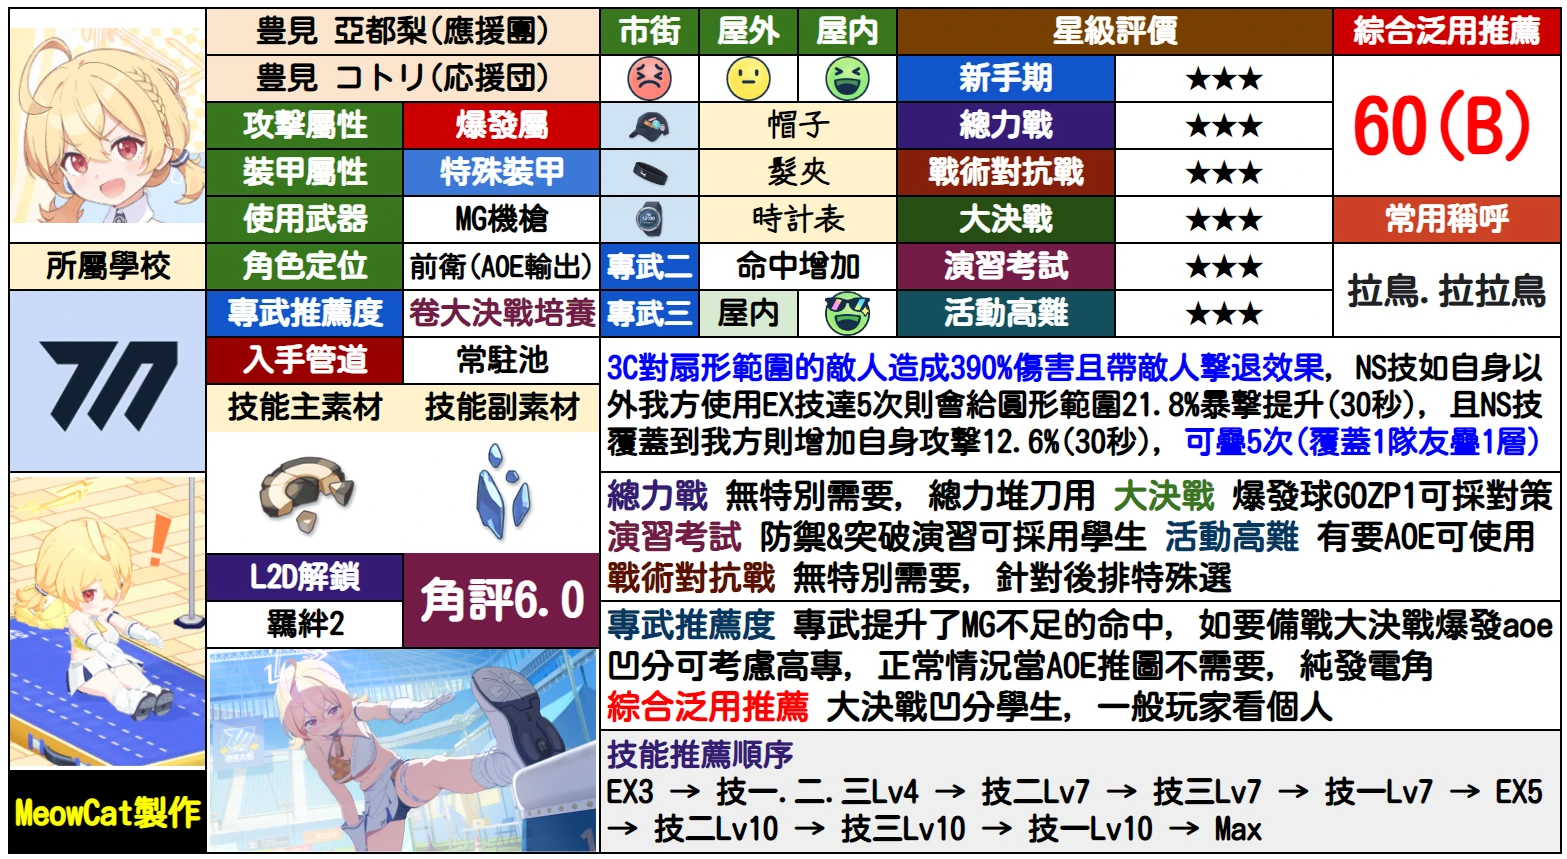 豊見 亞都梨(應援團)
市街 屋外 屋内 星級評價 綜合泛用推薦
豊見 コトリ(応援団)
新手期 ★★★
60(B)
攻擊屬性 爆發屬 帽子 總力戰 ★★★
裝甲屬性 特殊裝甲 髮夾 戰術對抗戰 ★★★
使用武器 MG機槍 時計表 大決戰 ★★★ 常用稱呼
所屬學校 角色定位 前衛(AOE輸出) 專武二 命中增加 演習考試 ★★★
拉鳥.拉拉鳥
專武推薦度 卷大決戰培養 專武三 屋内 活動高難 ★★★
入手管道 常駐池
技能主素材 技能副素材
3C對扇形範圍的敵人造成390%傷害且帶敵人擊退效果, NS技如自身以
外我方使用EX技達5次則會給圓形範圍21.8%暴擊提升(30秒), 且NS技
覆蓋到我方則增加自身攻擊12.6%(30秒), 可疊5次(覆蓋1隊友疊1層)
總力戰 無特別需要, 總力堆刀用 大決戰 爆發球GOZP1可採對策
演習考試 防禦&突破演習可採用學生 活動高難 有要AOE可使用
戰術對抗戰 無特別需要, 針對後排特殊選
L2D解鎖
羈絆2
角評6.0
專武推薦度 專武提升了MG不足的命中, 如要備戰大決戰爆發aoe
凹分可考慮高專, 正常情況當AOE推圖不需要, 純發電角
綜合泛用推薦 大決戰凹分學生, 一般玩家看個人
技能推薦順序
EX3 → 技一.二.三Lv4 → 技二Lv7 → 技三Lv7 → 技一Lv7 → EX5
→ 技二Lv10 → 技三Lv10 → 技一Lv10 → Max
MeowCat製作